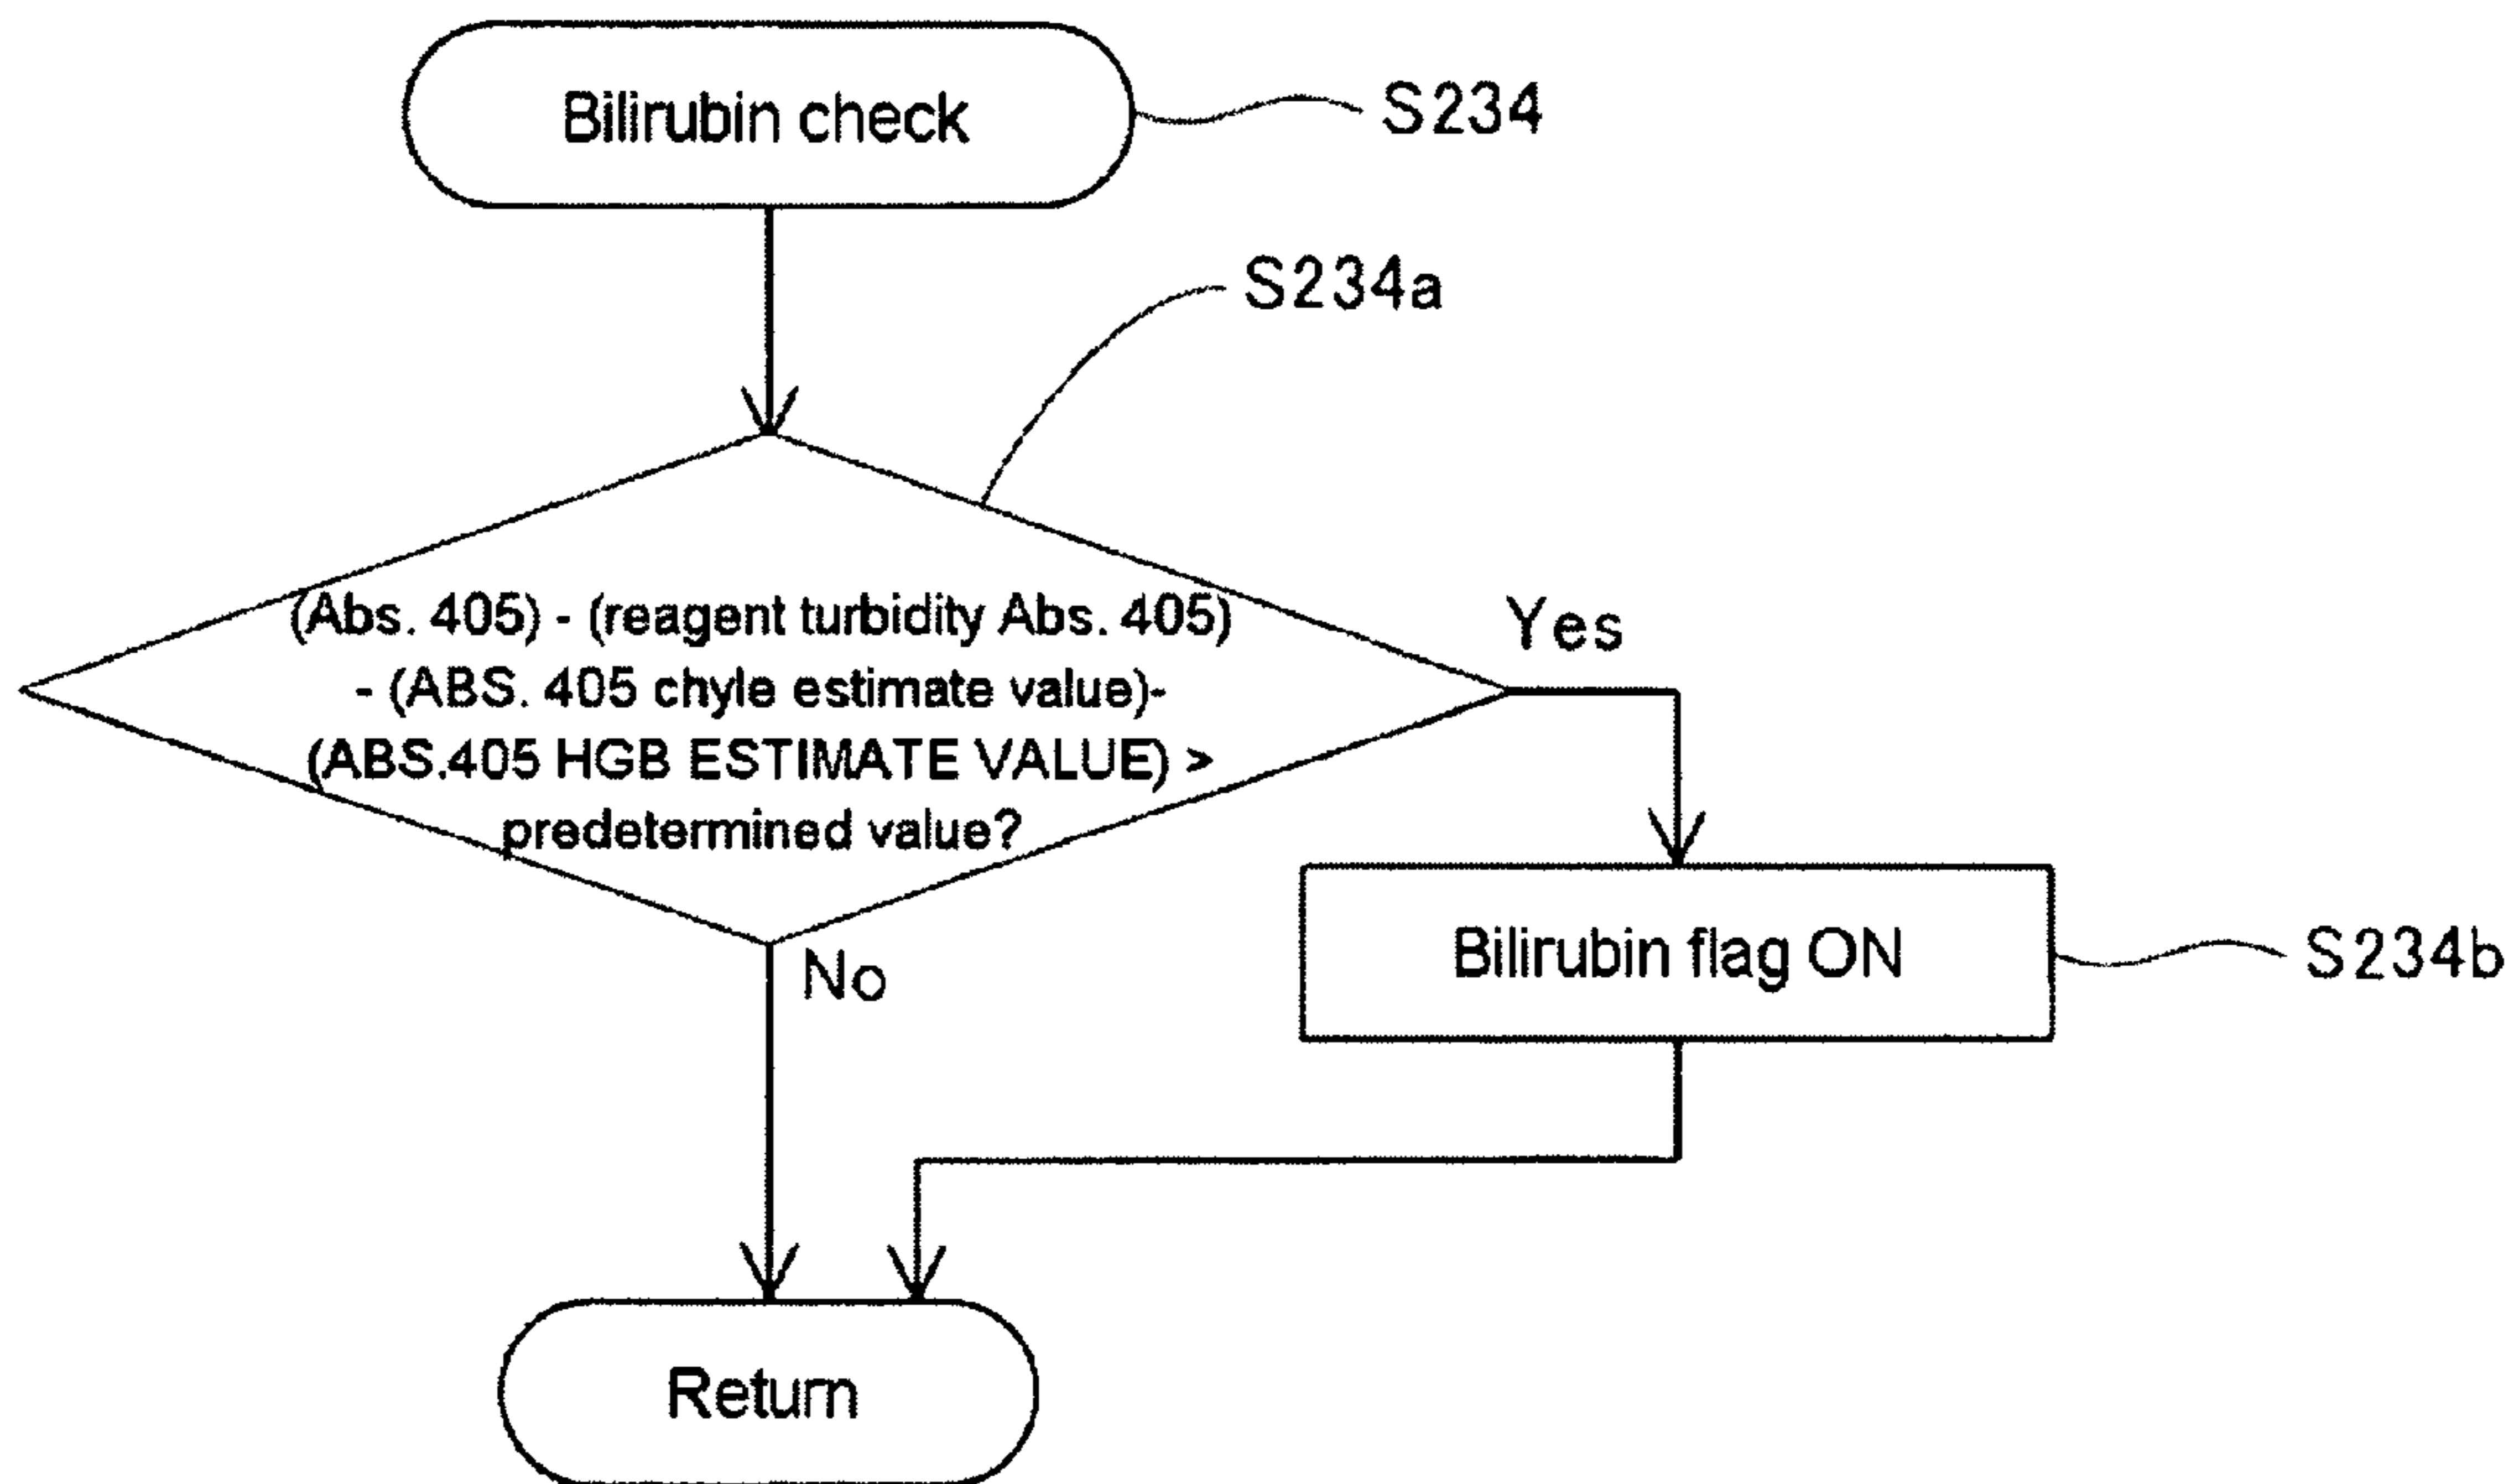 Bilirubin check
S234
S234a
(Abs. 405) - (reagent turbidity Abs. 405)
- (ABS. 405 chyle estimate value)-
(ABS.405 HGB ESTIMATE VALUE) >
predetermined value?
Yes
No
Bilirubin flag ON
S234b
Return